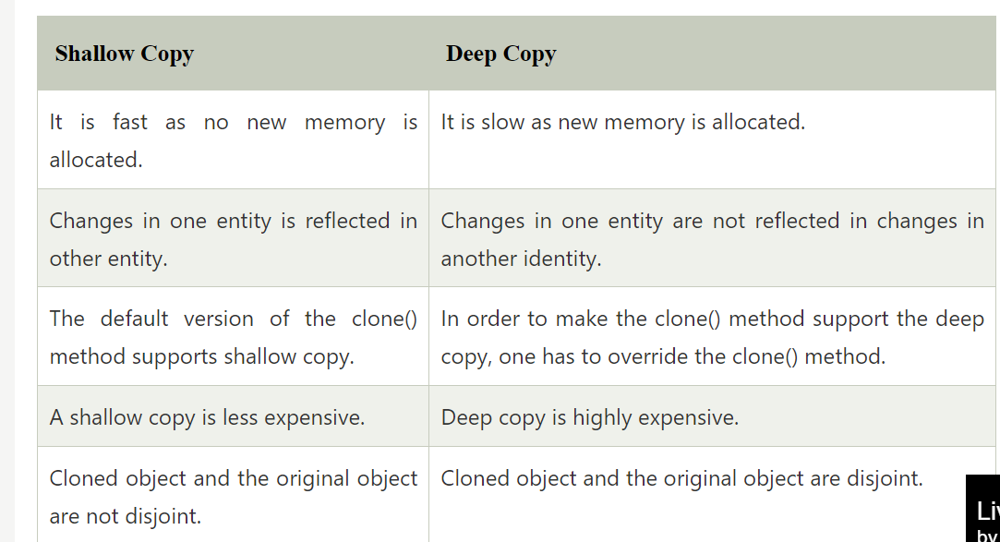 Shallow Copy
Deep Copy
It is fast as no new memory is
allocated.
It is slow as new memory is allocated.
Changes in one entity is reflected in
other entity.
Changes in one entity are not reflected in changes in
another identity.
The default version of the clone()
method supports shallow copy.
In order to make the clone() method support the deep
copy, one has to override the clone() method.
A shallow copy is less expensive.
Deep copy is highly expensive.
Cloned object and the original object
are not disjoint.
Cloned object and the original object are disjoint.
by